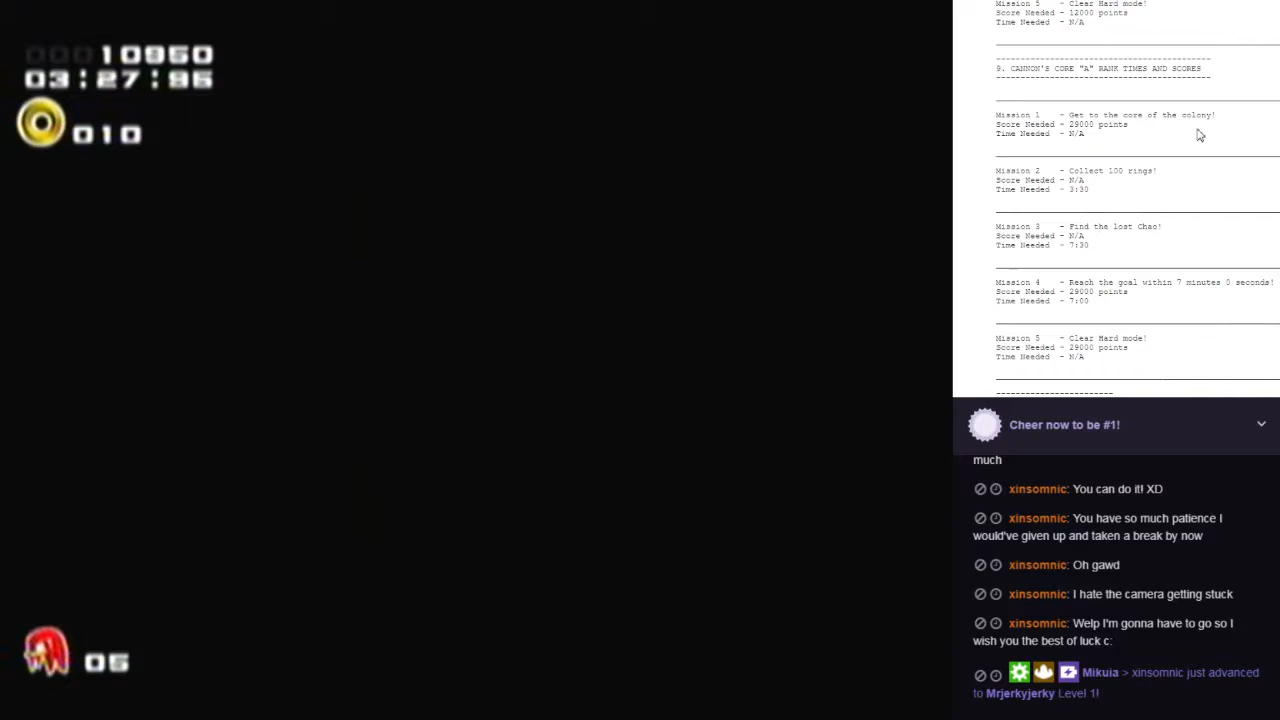 00010950
03:27:95
010
05
Mission 5 - Clear Hard mode!
Score Needed - 12000 points
Time Needed - N/A
9. CANNON'S CORE "A" RANK TIMES AND SCORES
Mission 1 - Get to the core of the colony!
Score Needed - 29000 points
Time Needed - N/A
Mission 2 - Collect 100 rings!
Score Needed - N/A
Time Needed - 3:30
Mission 3 - Find the lost Chao!
Score Needed - N/A
Time Needed - 7:30
Mission 4 - Reach the goal within 7 minutes 0 seconds!
Score Needed - 29000 points
Time Needed - 7:00
Mission 5 - Clear Hard mode!
Score Needed - 29000 points
Time Needed - N/A
Cheer now to be #1!
much
xinsomnic: You can do it! XD
xinsomnic: You have so much patience I
would've given up and taken a break by now
xinsomnic: Oh gawd
xinsomnic: I hate the camera getting stuck
xinsomnic: Welp I'm gonna have to go so I
wish you the best of luck c:
Mikuia > xinsomnic just advanced
to Mrjerkyjerky Level 1!